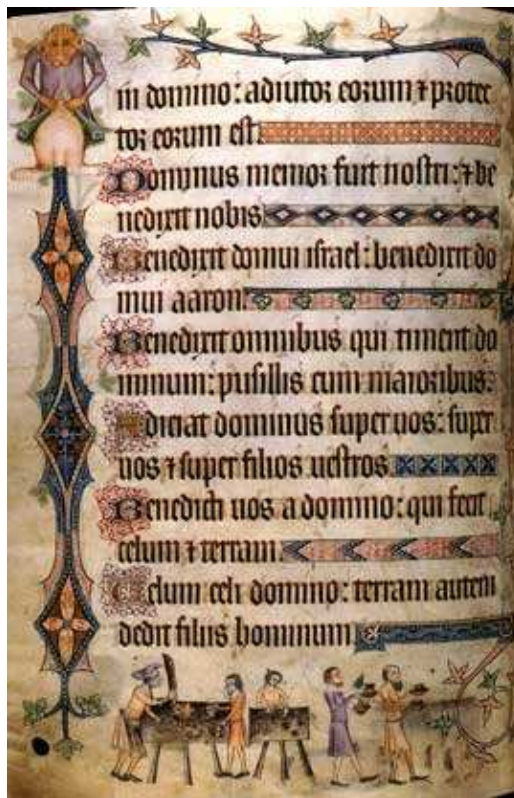 in domino: adiutor eorum ⁊ protec
tor eorum est.
Dominus memor fuit nostri: ⁊ be
nedixit nobis
Benedixit domui israel: benedixit do
mui aaron.
Benedixit omnibus qui timent do
minum: pusillis cum maioribus.
Adiciat dominus super uos: super
uos ⁊ super filios uestros
Benedicti uos a domino: qui fecit
celum ⁊ terram.
Celum celi domino: terram autem
dedit filiis hominum